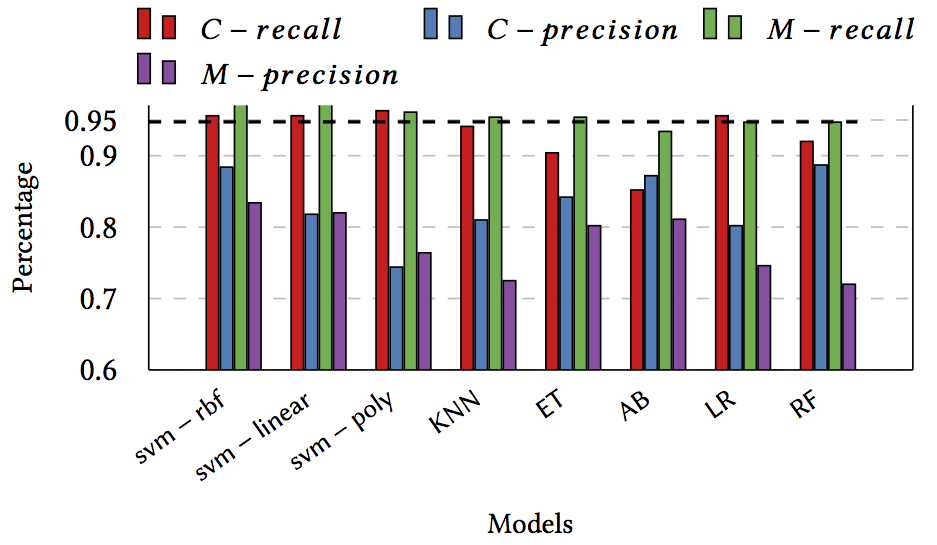 C – recall C – precision M – recall
M – precision
0.95
0.9
0.8
0.7
0.6
Percentage
svm – rbf svm – linear svm – poly KNN ET AB LR RF
Models